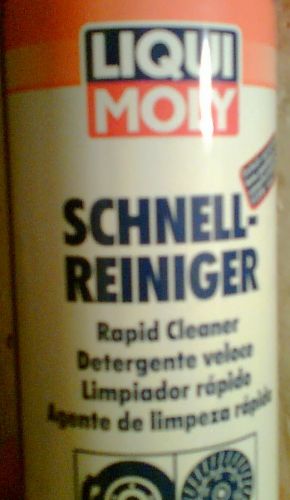 LIQUI
MOLY
SCHNELL-
REINIGER
Rapid Cleaner
Detergente veloce
Limpiador rápido
Agente de limpeza rápido